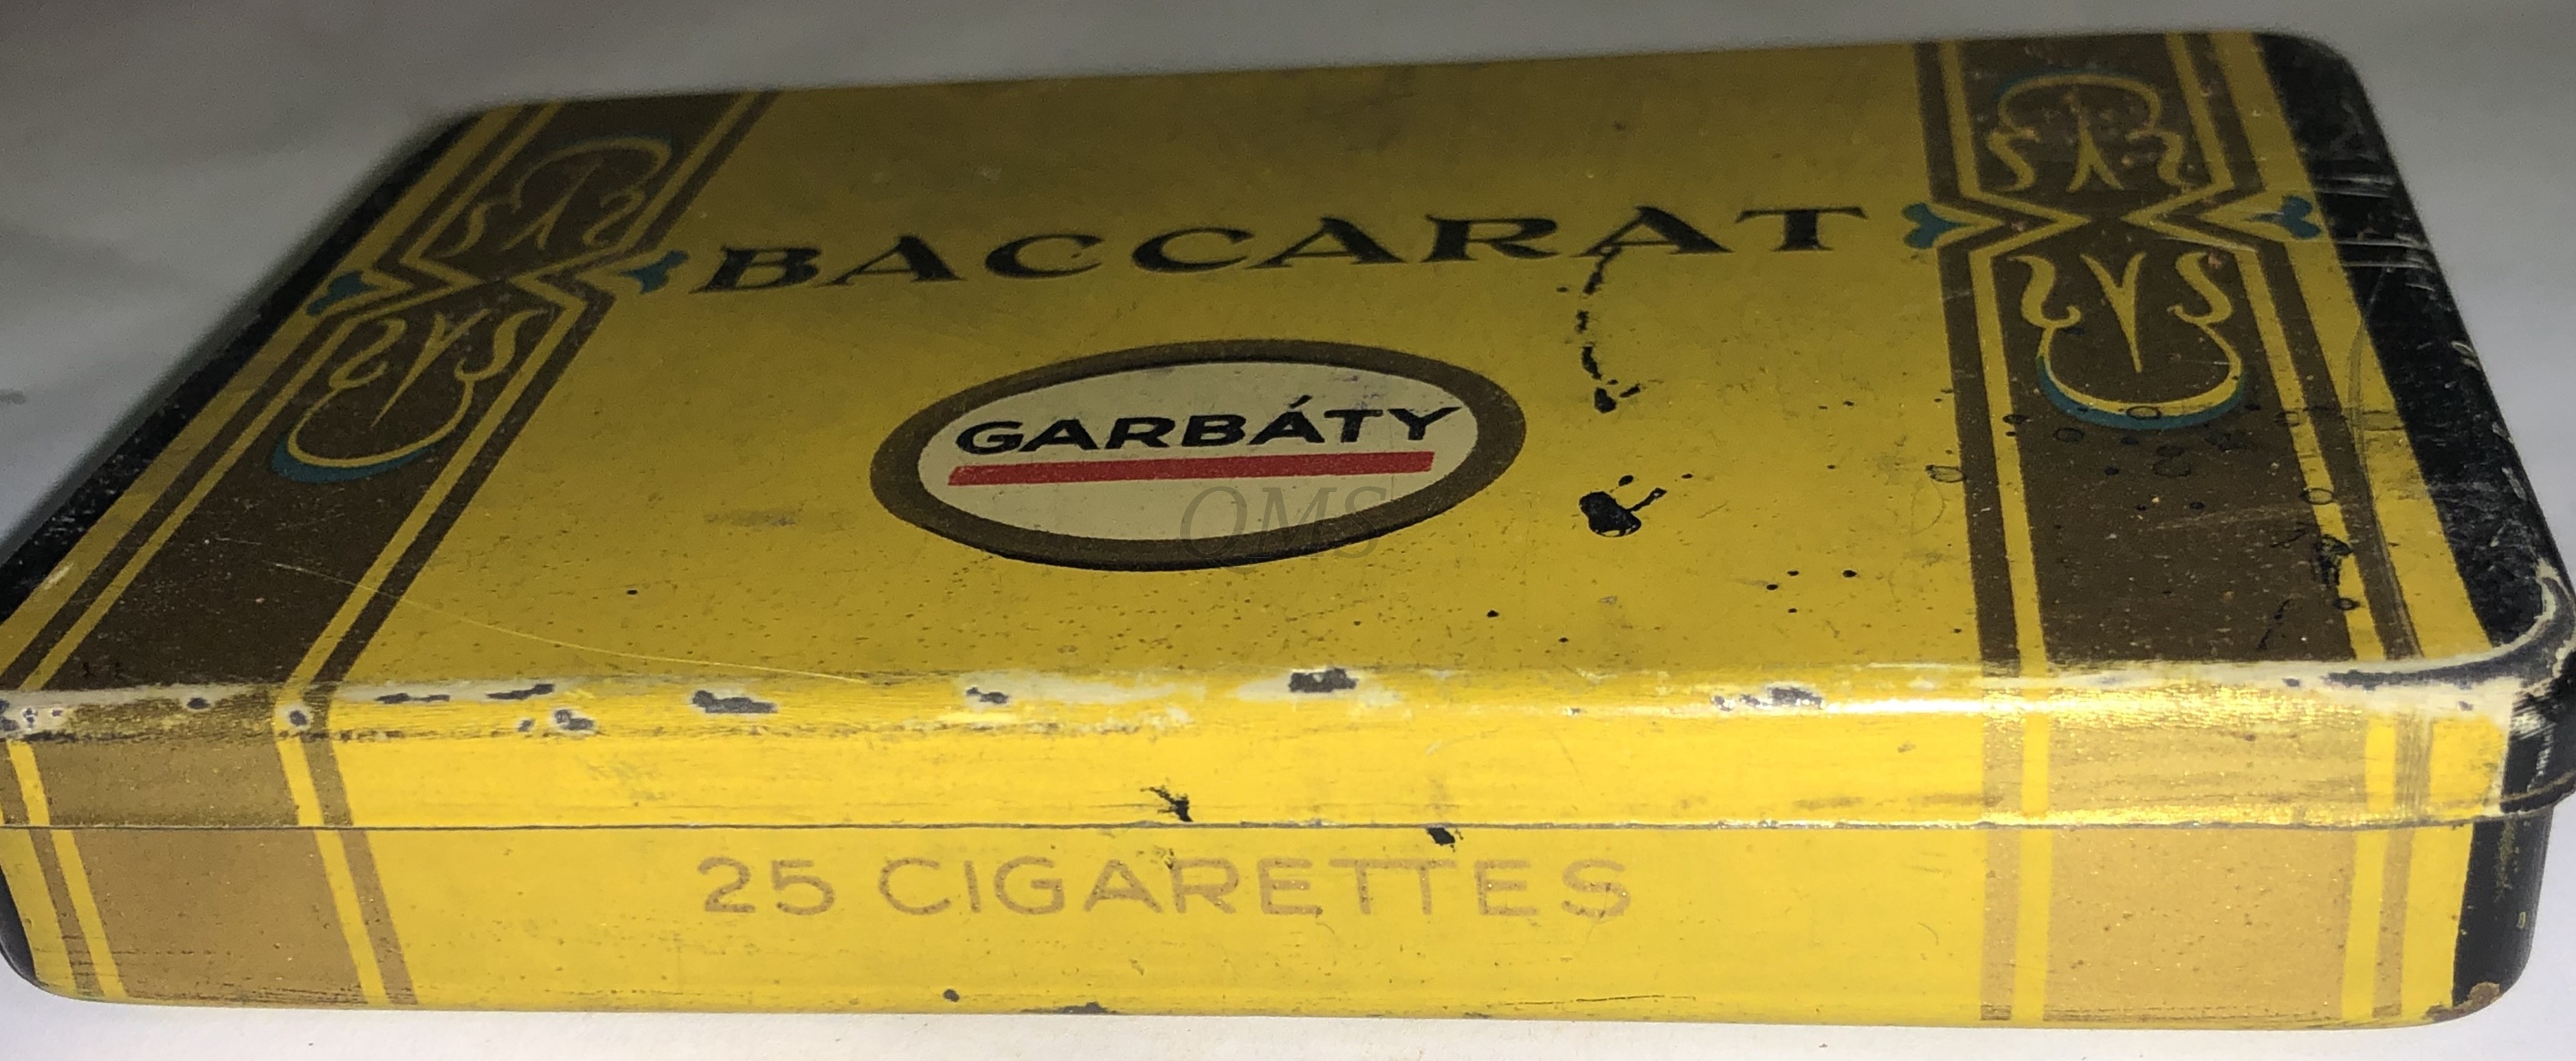 BACCARAT
GARBÁTY
OMS
25 CIGARETTES